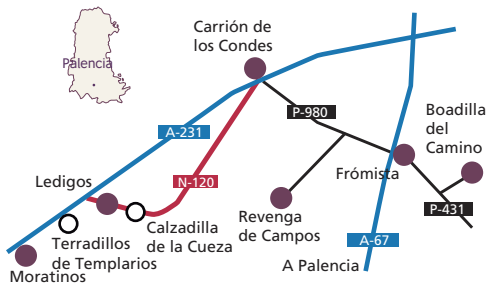 Carrión de
los Condes
Palencia
P-980
Boadilla
del
Camino
A-231
Frómista
Ledigos
N-120
P-431
Revenga
de Campos
Calzadilla
de la Cueza
Terradillos
de Templarios
A-67
A Palencia
Moratinos